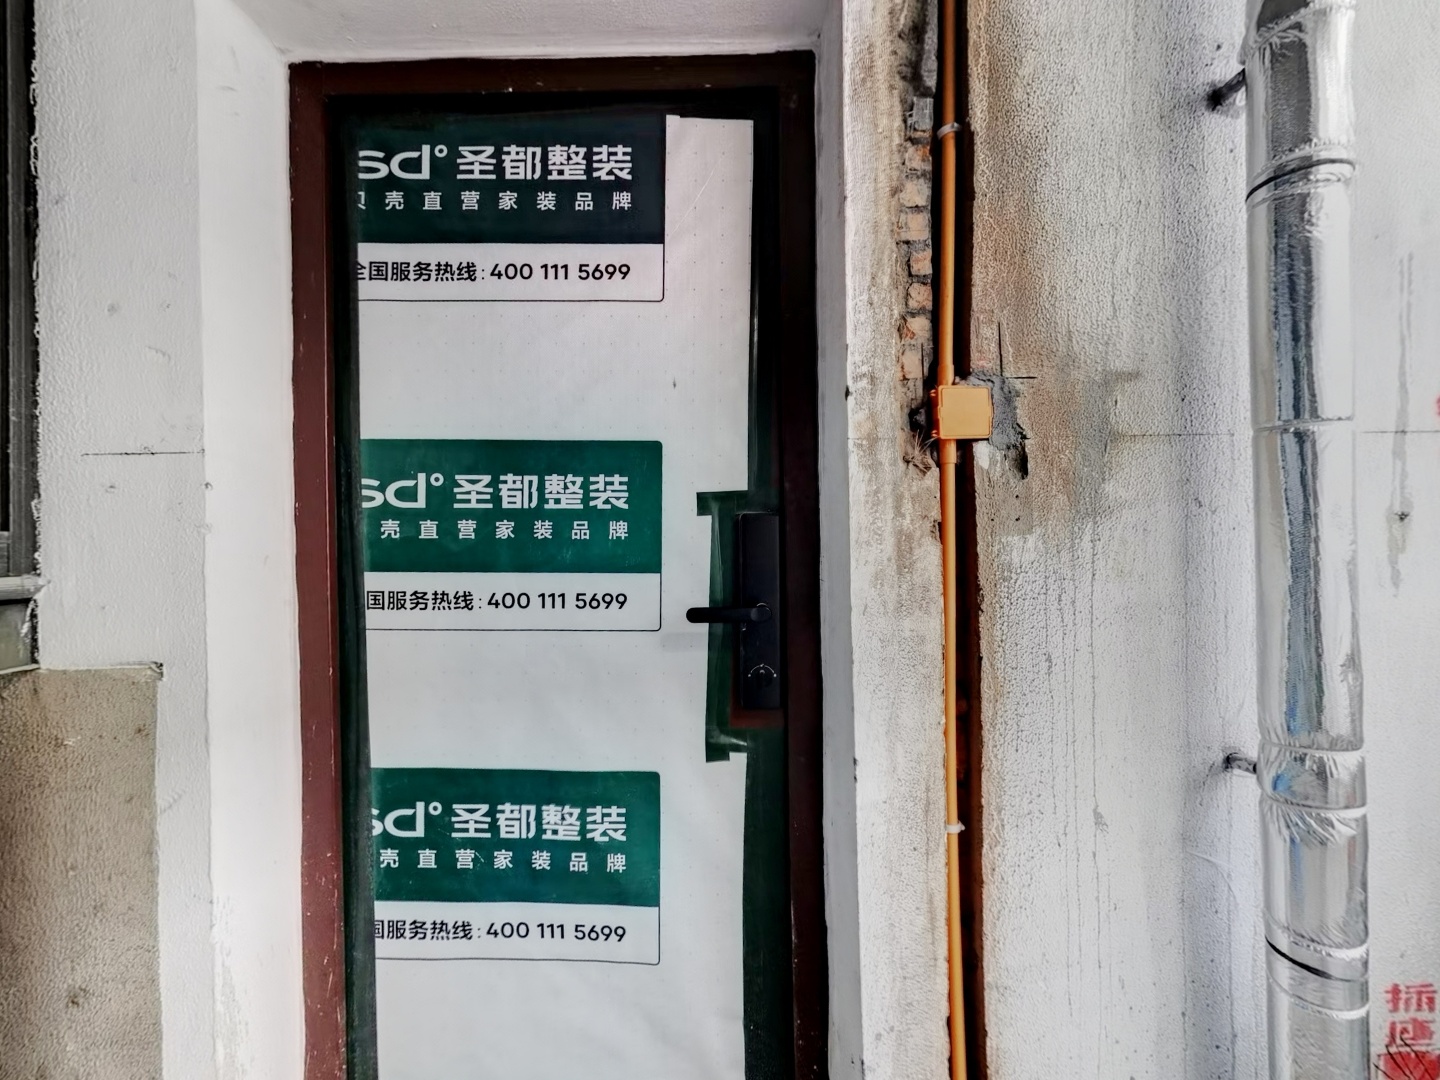 sd° 圣都整装
壳直营家装品牌
全国服务热线:400 111 5699
sd° 圣都整装
壳直营家装品牌
国服务热线:400 111 5699
sd° 圣都整装
壳直营家装品牌
国服务热线:400 111 5699
插